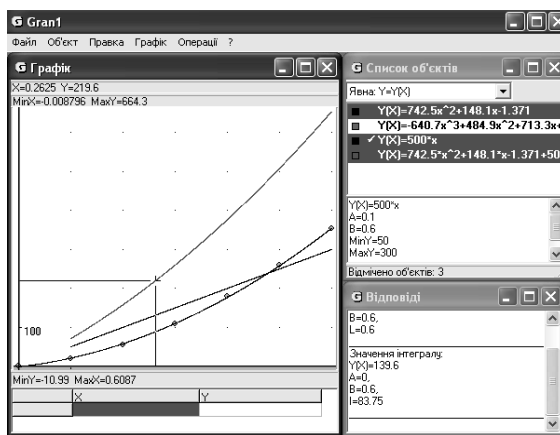 Gran1
Файл Об'єкт Правка Графік Операції ?
Графік
X=0.2625 Y=219.6
MinX=-0.008796 MaxY=664.3
100
MinY=-10.99 MaxX=0.6087
X Y
Список об'єктів
Явна: Y=Y(X)
Y(X)=742.5x^2+148.1x-1.371
Y(X)=-640.7x^3+484.9x^2+713.3x+
✓ Y(X)=500*x
Y(X)=742.5*x^2+148.1*x-1.371+50
Y(X)=500*x
A=0.1
B=0.6
MinY=50
MaxY=300
Відмічено об'єктів: 3
Відповіді
B=0.6,
L=0.6
Значення інтегралу:
Y(X)=139.6
A=0,
B=0.6,
I=83.75